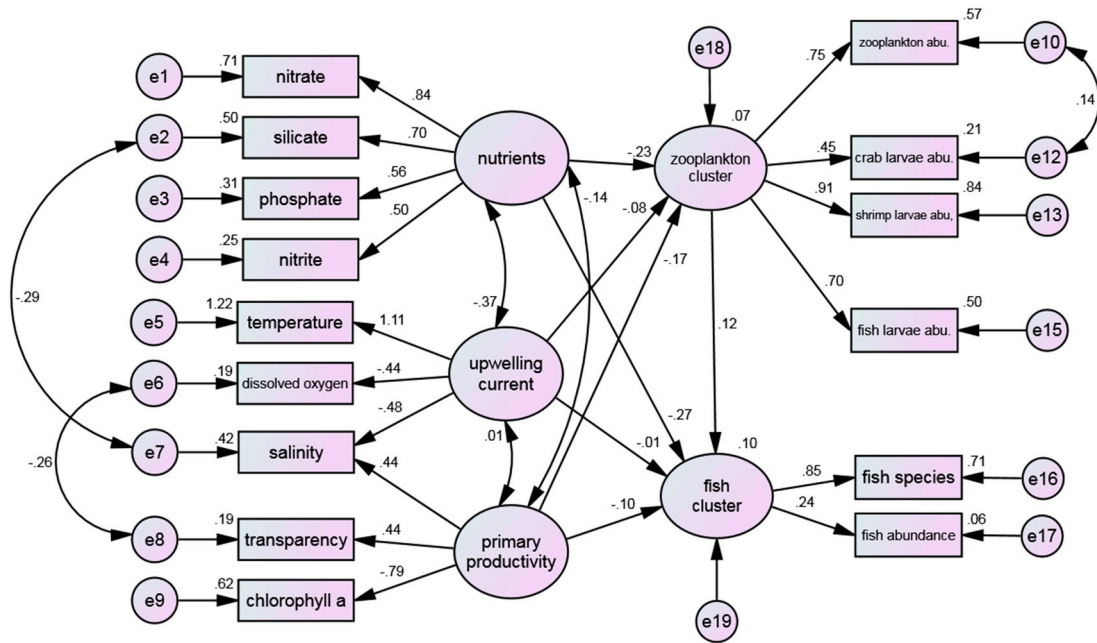 e1
.71
nitrate
.84
e2
.50
silicate
.70
e3
.31
phosphate
.56
e4
.25
nitrite
.50
-.29
e5
1.22
temperature
1.11
e6
.19
dissolved oxygen
-.44
e7
.42
salinity
-.48
.44
-.26
e8
.19
transparency
.44
e9
.62
chlorophyll a
-.79
nutrients
-.37
upwelling
current
.01
primary
productivity
-.14
-.23
-.08
-.17
-.27
-.01
-.10
e18
.07
zooplankton
cluster
.12
.10
fish
cluster
e19
.75
zooplankton abu.
.57
e10
.14
.45
crab larvae abu.
.21
e12
.91
shrimp larvae abu,
.84
e13
.70
fish larvae abu.
.50
e15
.85
fish species
.71
e16
.24
fish abundance
.06
e17